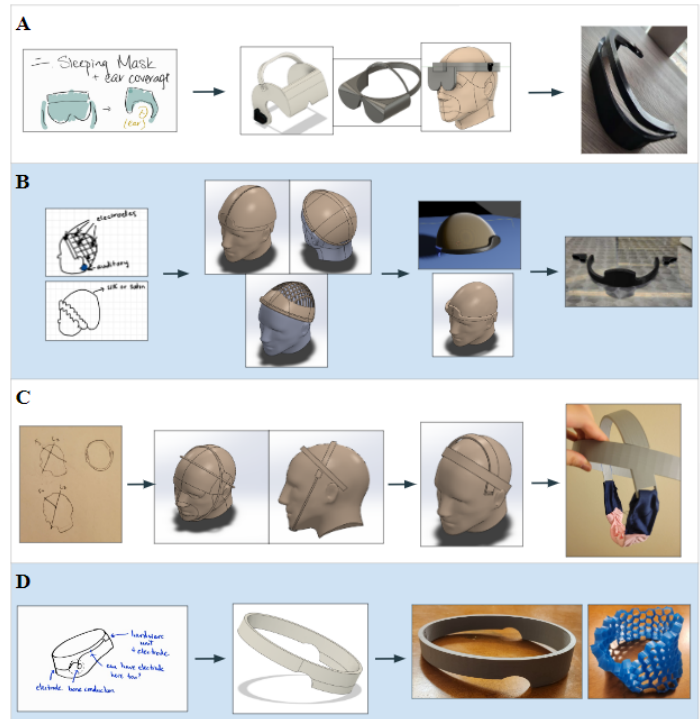 A
Sleeping Mask
+ ear coverage
(ear)
B
electrodes
auditory
silk or satin
C
D
hardware
unit
+ electrode
can have electrode
here too?
electrode bone conduction